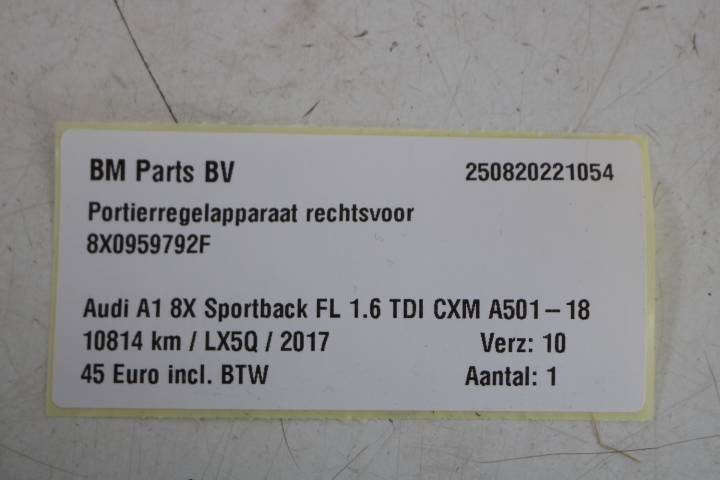 BM Parts BV 250820221054
Portierregelapparaat rechtsvoor
8X0959792F
Audi A1 8X Sportback FL 1.6 TDI CXM A501-18
10814 km / LX5Q / 2017 Verz: 10
45 Euro incl. BTW Aantal: 1